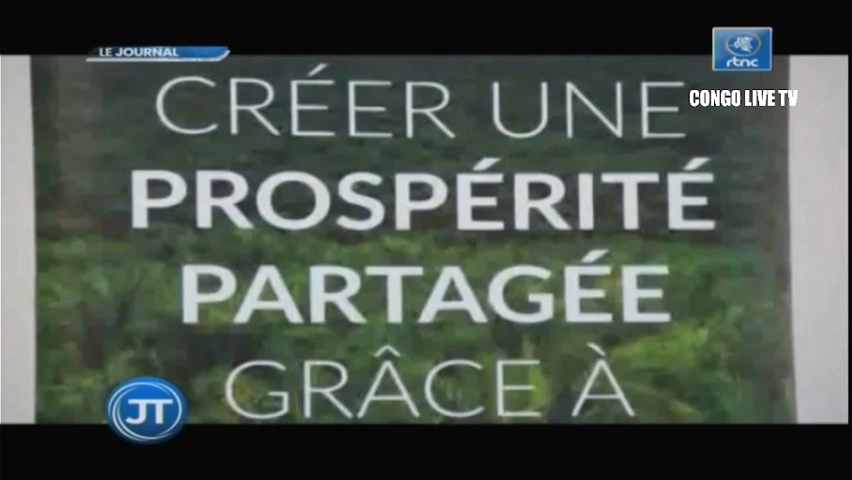 LE JOURNAL
rtnc
CONGO LIVE TV
CRÉER UNE
PROSPÉRITÉ
PARTAGÉE
GRÂCE À
JT